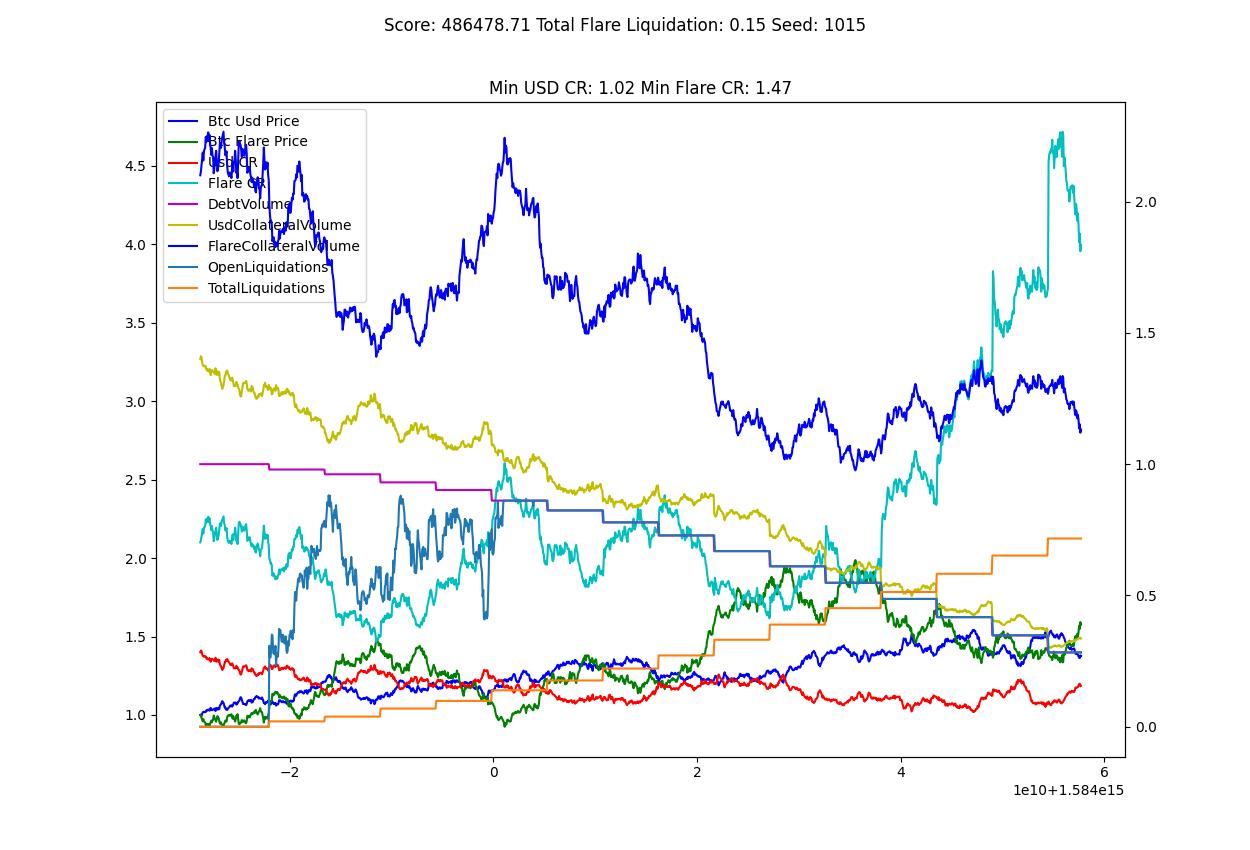 Score: 486478.71 Total Flare Liquidation: 0.15 Seed: 1015
Min USD CR: 1.02 Min Flare CR: 1.47
Btc Usd Price
Btc Flare Price
Usd CR
Flare CR
DebtVolume
UsdCollateralVolume
FlareCollateralVolume
OpenLiquidations
TotalLiquidations
4.5
4.0
3.5
3.0
2.5
2.0
1.5
1.0
2.0
1.5
1.0
0.5
0.0
−2
0
2
4
6
1e10+1.584e15